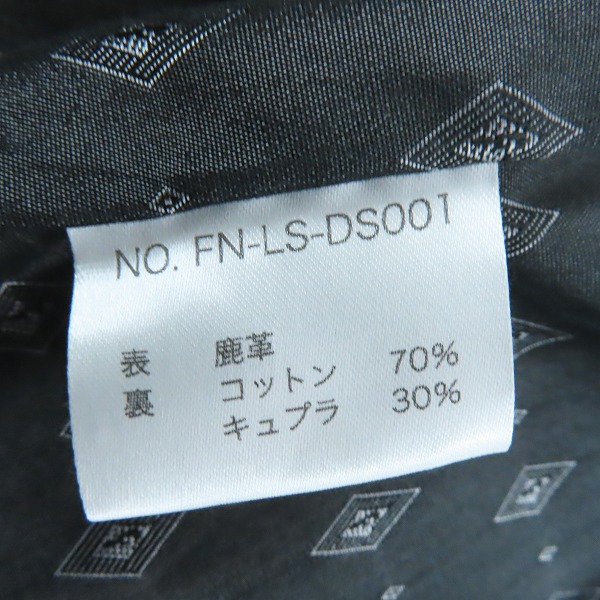 NO. FN-LS-DS001
表 鹿革
裏 コットン 70%
キュプラ 30%